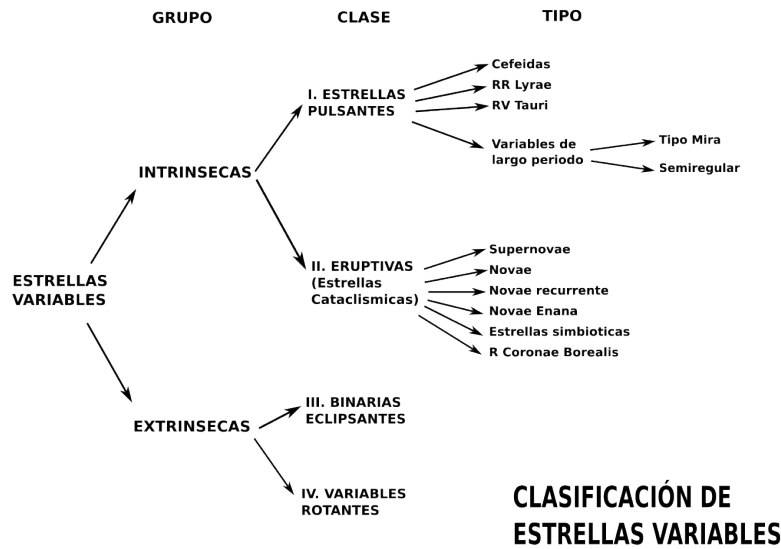 GRUPO
CLASE
TIPO
Cefeidas
RR Lyrae
RV Tauri
I. ESTRELLAS
PULSANTES
Variables de
largo periodo
Tipo Mira
Semiregular
INTRINSECAS
Supernovae
Novae
Novae recurrente
Novae Enana
Estrellas simbioticas
R Coronae Borealis
II. ERUPTIVAS
(Estrellas
Cataclismicas)
ESTRELLAS
VARIABLES
III. BINARIAS
ECLIPSANTES
EXTRINSECAS
IV. VARIABLES
ROTANTES
CLASIFICACIÓN DE
ESTRELLAS VARIABLES